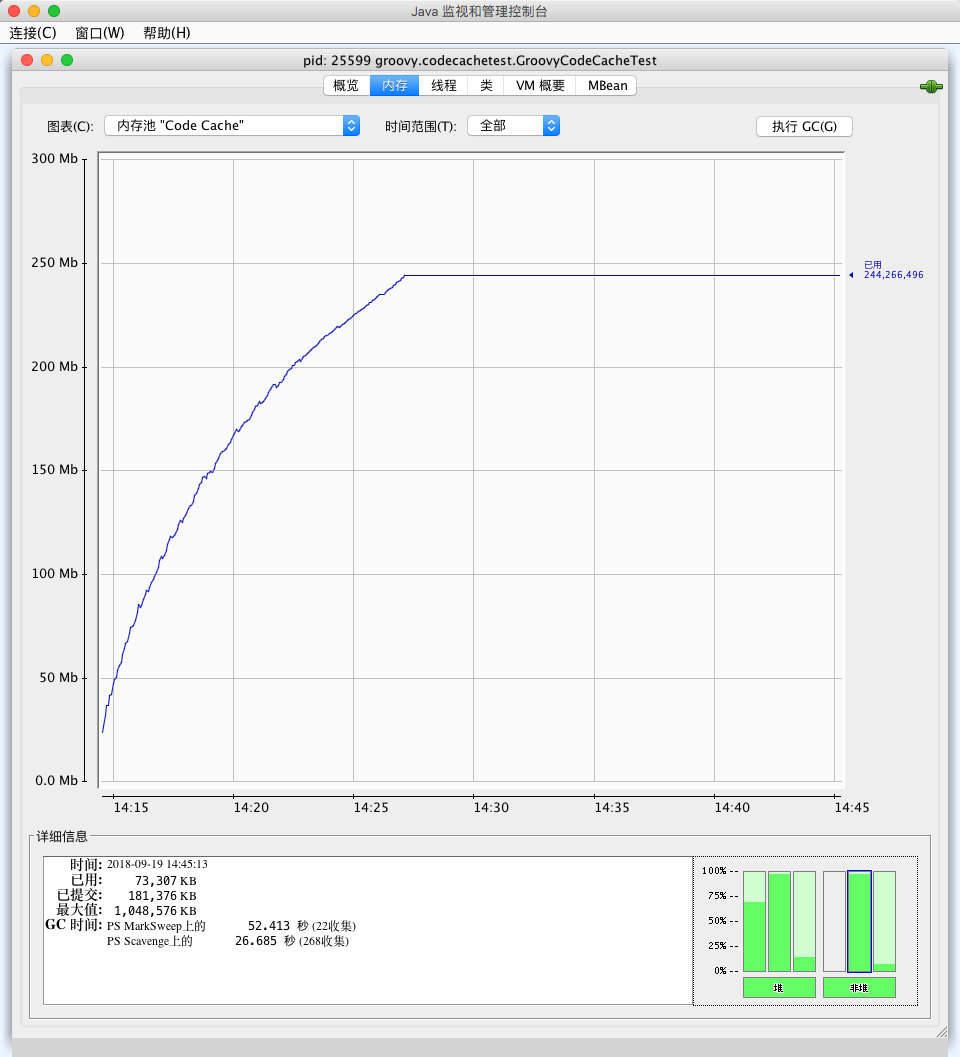 Java 监视和管理控制台
连接(C) 窗口(W) 帮助(H)
pid: 25599 groovy.codecachetest.GroovyCodeCacheTest
概览 内存 线程 类 VM 概要 MBean
图表(C): 内存池 "Code Cache" 时间范围(T): 全部 执行 GC(G)
300 Mb
250 Mb
已用
244,266,496
200 Mb
150 Mb
100 Mb
50 Mb
0.0 Mb
14:15 14:20 14:25 14:30 14:35 14:40 14:45
详细信息
时间: 2018-09-19 14:45:13
已用: 73,307 KB
已提交: 181,376 KB
最大值: 1,048,576 KB
GC 时间: PS MarkSweep上的 52.413 秒 (22收集)
PS Scavenge上的 26.685 秒 (268收集)
100% --
75% --
50% --
25% --
0% --
堆 非堆